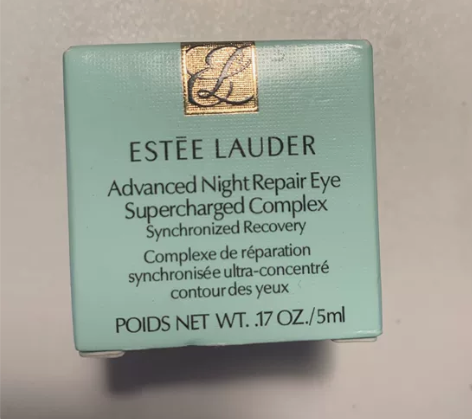 EL
ESTĒE LAUDER
Advanced Night Repair Eye
Supercharged Complex
Synchronized Recovery
Complexe de réparation
synchronisée ultra-concentré
contour des yeux
POIDS NET WT. .17 OZ./5ml